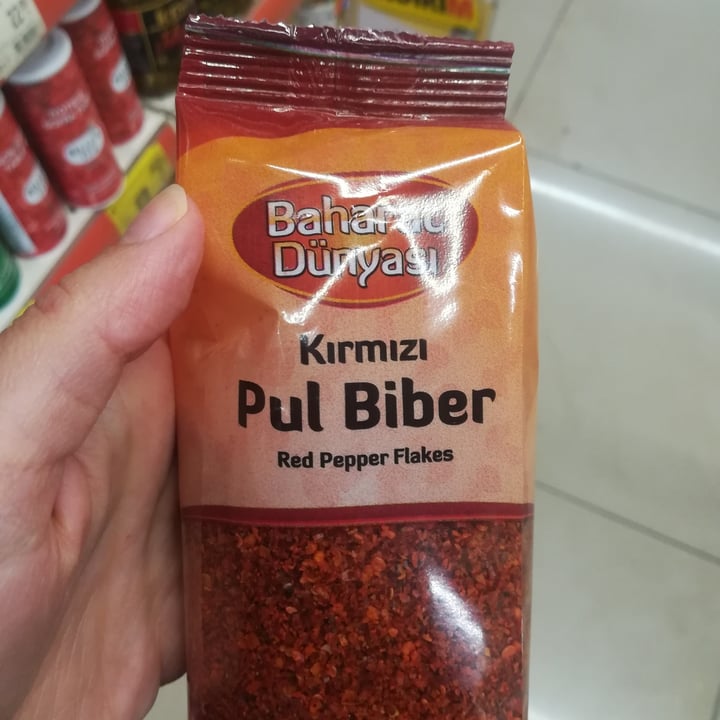 Baharat
Dünyası
Kırmızı
Pul Biber
Red Pepper Flakes